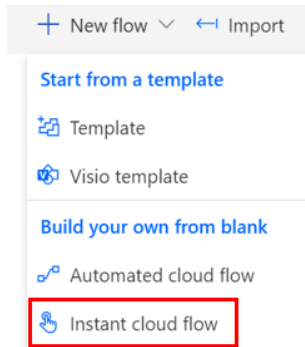 New flow Import
Start from a template
Template
Visio template
Build your own from blank
Automated cloud flow
Instant cloud flow